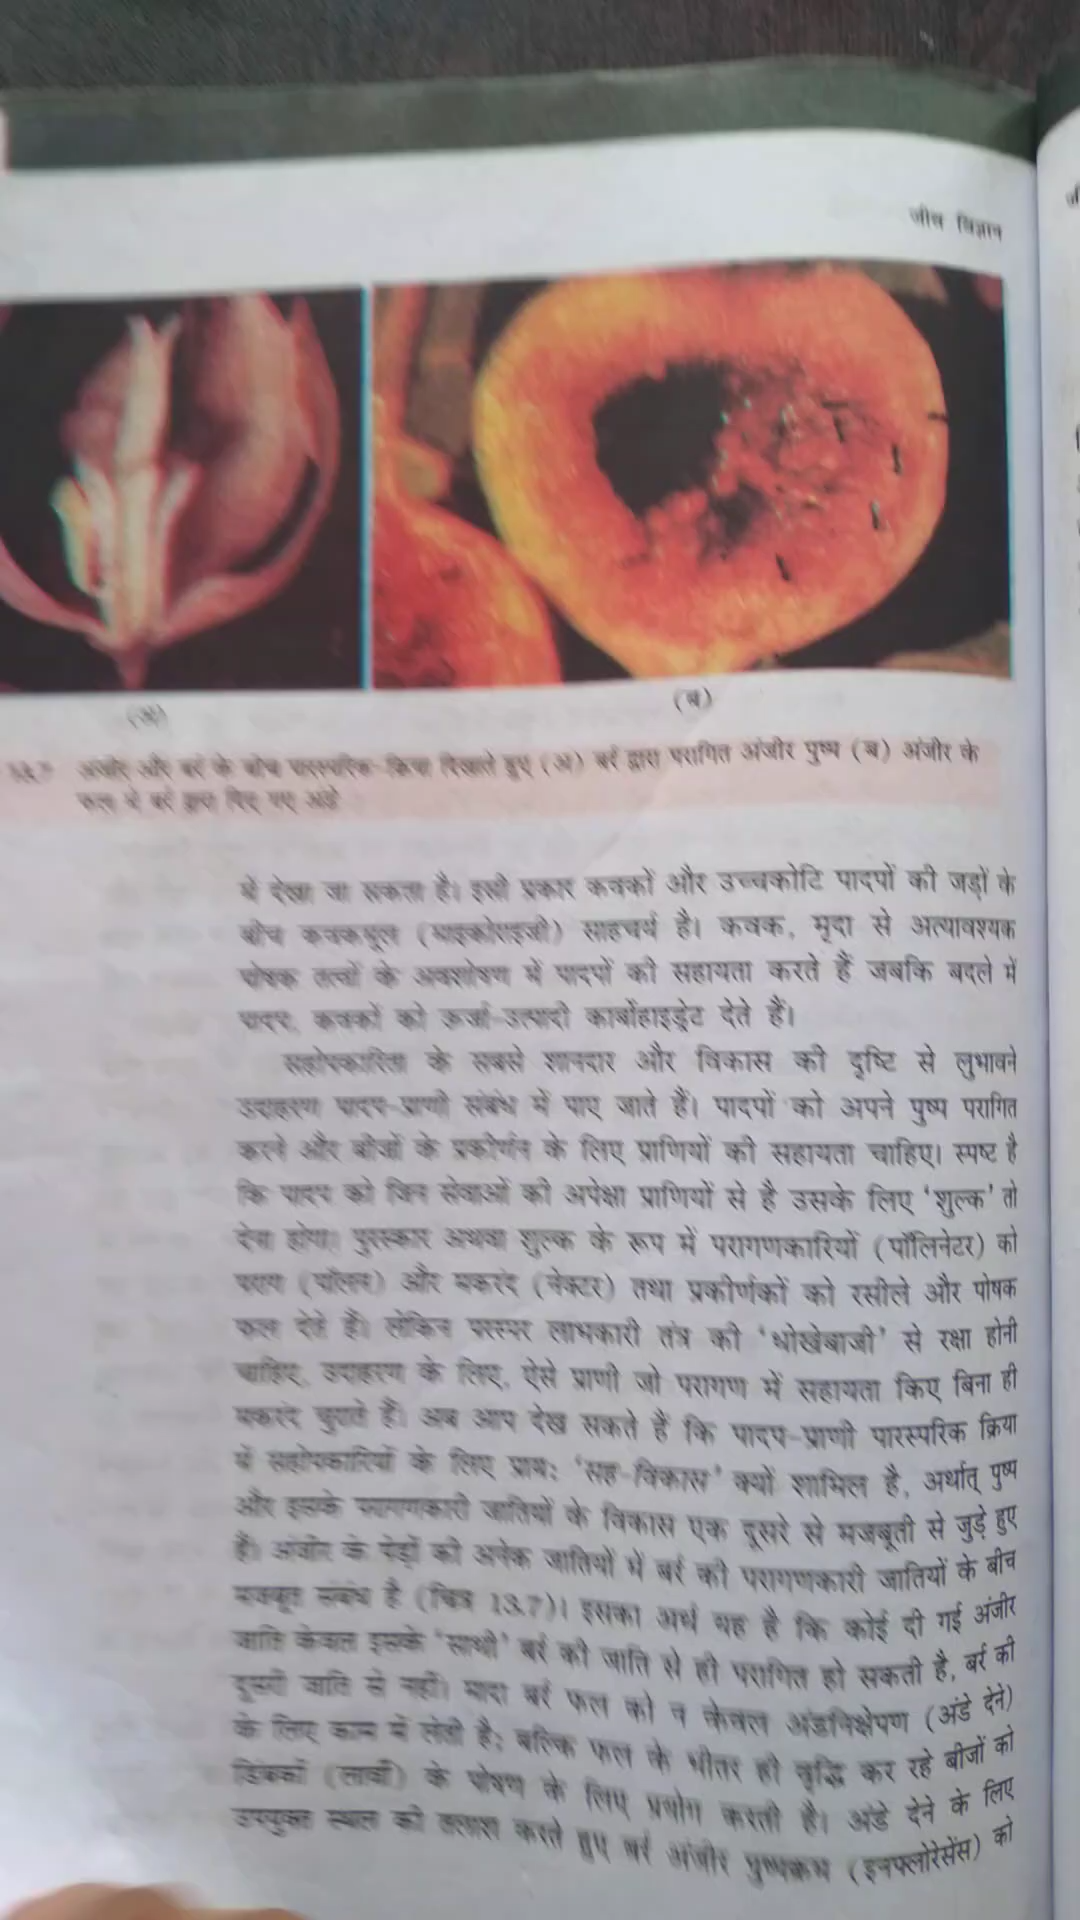 जीव विज्ञान
(अ)
(ब)
13.7 अंजीर और बर्र के बीच पारस्परिक-क्रिया दिखाते हुए (अ) बर्र द्वारा परागित अंजीर पुष्प (ब) अंजीर के
फल में बर्र द्वारा दिए गए अंडे
में देखा जा सकता है। इसी प्रकार कवकों और उच्चकोटि पादपों की जड़ों के
बीच कवकमूल (माइकोराइजी) साहचर्य है। कवक, मृदा से अत्यावश्यक
पोषक तत्वों के अवशोषण में पादपों की सहायता करते हैं जबकि बदले में
पादप, कवकों को ऊर्जा-उत्पादी कार्बोहाइड्रेट देते हैं।
सहोपकारिता के सबसे शानदार और विकास की दृष्टि से लुभावने
उदाहरण पादप-प्राणी संबंध में पाए जाते हैं। पादपों को अपने पुष्प परागित
करने और बीजों के प्रकीर्णन के लिए प्राणियों की सहायता चाहिए। स्पष्ट है
कि पादप को जिन सेवाओं की अपेक्षा प्राणियों से है उसके लिए 'शुल्क' तो
देना होगा। पुरस्कार अथवा शुल्क के रूप में परागणकारियों (पॉलिनेटर) को
पराग (पॉलन) और मकरंद (नेक्टर) तथा प्रकीर्णकों को रसीले और पोषक
फल देते हैं। लेकिन परस्पर लाभकारी तंत्र की 'धोखेबाजी' से रक्षा होनी
चाहिए, उदाहरण के लिए, ऐसे प्राणी जो परागण में सहायता किए बिना ही
मकरंद चुराते हैं। अब आप देख सकते हैं कि पादप-प्राणी पारस्परिक क्रिया
में सहोपकारियों के लिए प्राय: 'सह-विकास' क्यों शामिल है, अर्थात् पुष्प
और इसके परागणकारी जातियों के विकास एक दूसरे से मजबूती से जुड़े हुए
हैं। अंजीर के पेड़ों की अनेक जातियों में बर्र की परागणकारी जातियों के बीच
मजबूत संबंध है (चित्र 13.7)। इसका अर्थ यह है कि कोई दी गई अंजीर
जाति केवल इसके 'साथी' बर्र की जाति से ही परागित हो सकती है, बर्र की
दूसरी जाति से नहीं। मादा बर्र फल को न केवल अंडनिक्षेपण (अंडे देने)
के लिए काम में लेती है; बल्कि फल के भीतर ही वृद्धि कर रहे बीजों को
डिंबकों (लार्वा) के पोषण के लिए प्रयोग करती है। अंडे देने के लिए
उपयुक्त स्थल की तलाश करते हुए बर्र अंजीर पुष्पक्रम (इनफ्लोरेसेंस) को